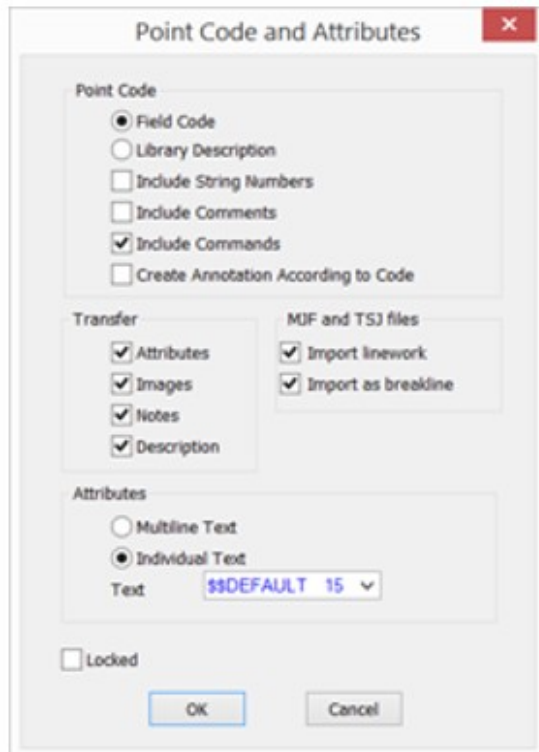 Point Code and Attributes
Point Code
Field Code
Library Description
Include String Numbers
Include Comments
Include Commands
Create Annotation According to Code
Transfer
Attributes
Images
Notes
Description
MJF and TSJ files
Import linework
Import as breakline
Attributes
Multiline Text
Individual Text
Text $$DEFAULT 15
Locked
OK Cancel